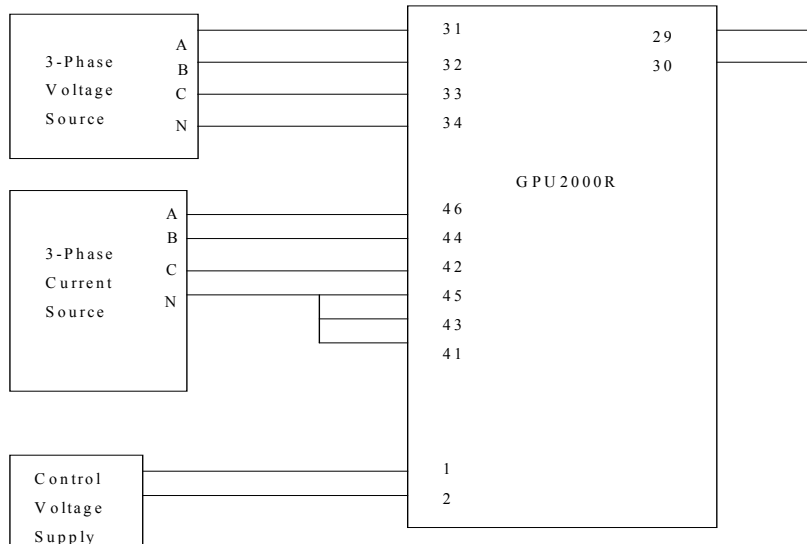 3-Phase
Voltage
Source
A
B
C
N
31
32
33
34
29
30
GPU2000R
3-Phase
Current
Source
A
B
C
N
46
44
42
45
43
41
Control
Voltage
Supply
1
2